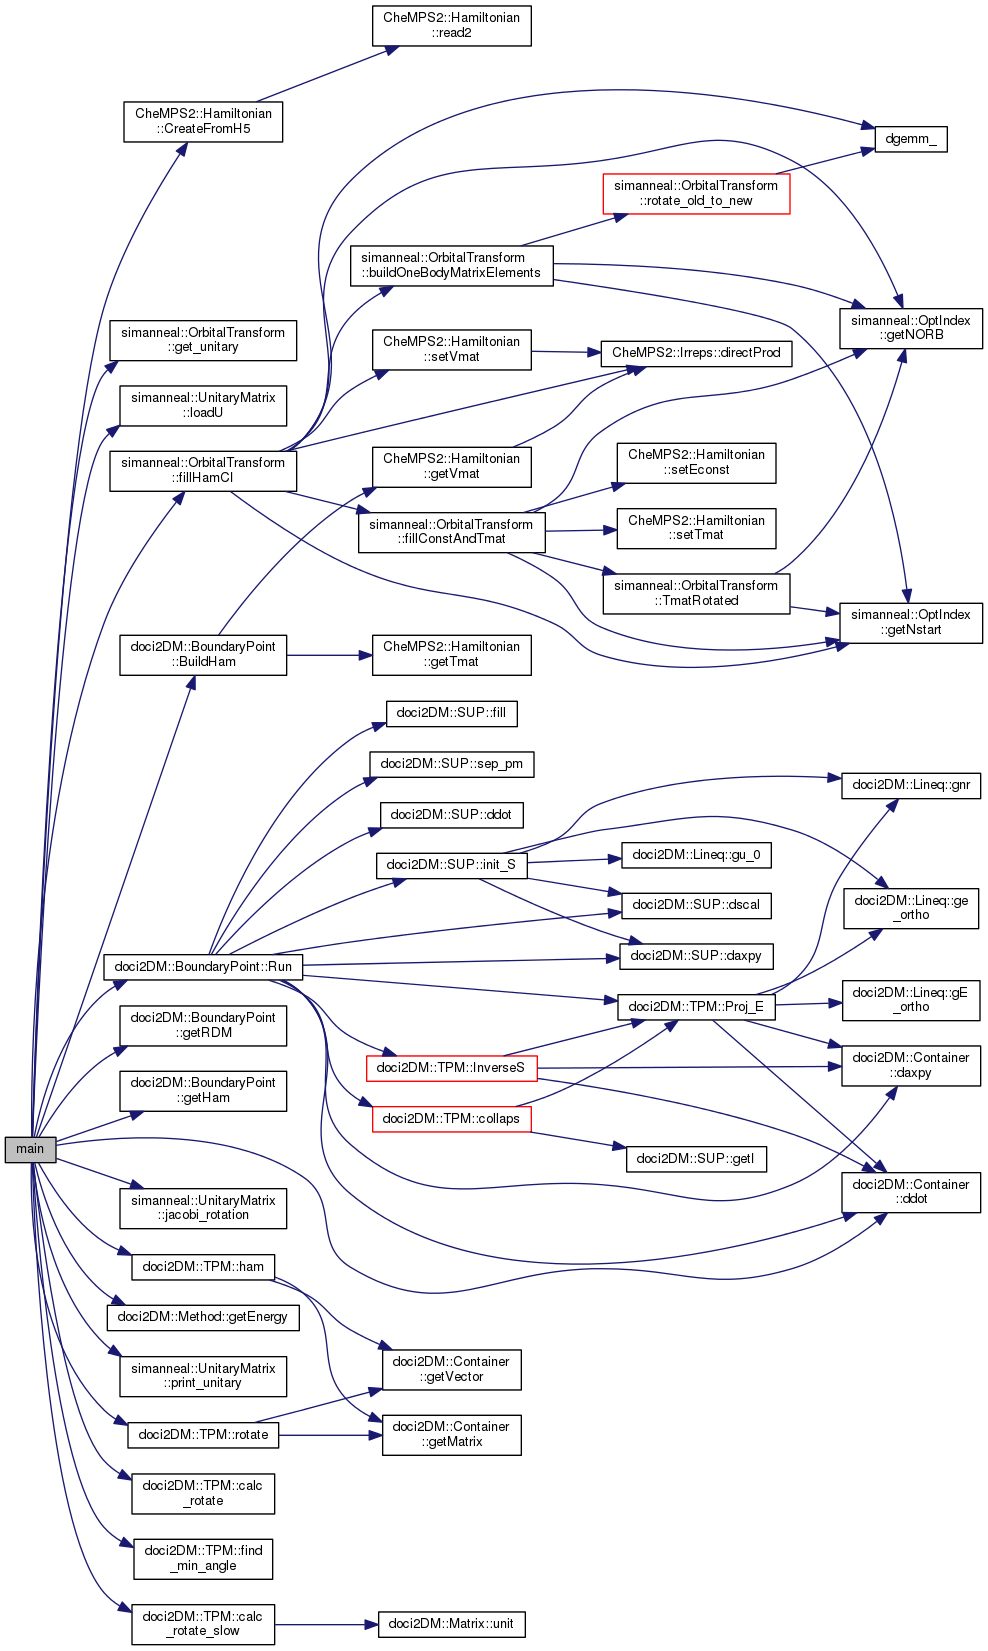 CheMPS2::Hamiltonian
::read2
CheMPS2::Hamiltonian
::CreateFromH5
dgemm_
simanneal::OrbitalTransform
::rotate_old_to_new
simanneal::OrbitalTransform
::buildOneBodyMatrixElements
simanneal::OptIndex
::getNORB
simanneal::OrbitalTransform
::get_unitary
CheMPS2::Hamiltonian
::setVmat
CheMPS2::Irreps::directProd
simanneal::UnitaryMatrix
::loadU
simanneal::OrbitalTransform
::fillHamCI
CheMPS2::Hamiltonian
::getVmat
CheMPS2::Hamiltonian
::setEconst
simanneal::OrbitalTransform
::fillConstAndTmat
CheMPS2::Hamiltonian
::setTmat
simanneal::OrbitalTransform
::TmatRotated
simanneal::OptIndex
::getNstart
doci2DM::BoundaryPoint
::BuildHam
CheMPS2::Hamiltonian
::getTmat
doci2DM::SUP::fill
doci2DM::SUP::sep_pm
doci2DM::Lineq::gnr
doci2DM::SUP::ddot
doci2DM::SUP::init_S
doci2DM::Lineq::gu_0
doci2DM::SUP::dscal
doci2DM::Lineq::ge
_ortho
doci2DM::SUP::daxpy
doci2DM::BoundaryPoint::Run
doci2DM::TPM::Proj_E
doci2DM::Lineq::gE
_ortho
doci2DM::BoundaryPoint
::getRDM
doci2DM::TPM::InverseS
doci2DM::Container
::daxpy
doci2DM::BoundaryPoint
::getHam
doci2DM::TPM::collaps
main
doci2DM::SUP::getI
simanneal::UnitaryMatrix
::jacobi_rotation
doci2DM::Container
::ddot
doci2DM::TPM::ham
doci2DM::Method::getEnergy
simanneal::UnitaryMatrix
::print_unitary
doci2DM::Container
::getVector
doci2DM::TPM::rotate
doci2DM::Container
::getMatrix
doci2DM::TPM::calc
_rotate
doci2DM::TPM::find
_min_angle
doci2DM::TPM::calc
_rotate_slow
doci2DM::Matrix::unit